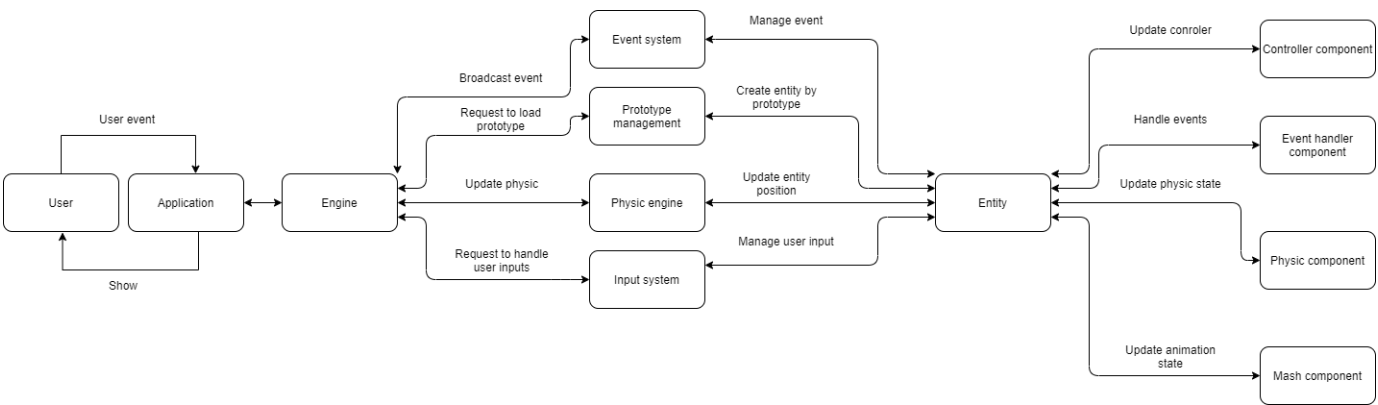 Manage event
Event system
Update conroler
Controller component
Broadcast event
Create entity by
prototype
Request to load
prototype
Prototype
management
User event
Handle events
Event handler
component
Update physic
Update entity
position
Update physic state
User
Application
Engine
Physic engine
Entity
Manage user input
Request to handle
user inputs
Input system
Physic component
Show
Update animation
state
Mash component